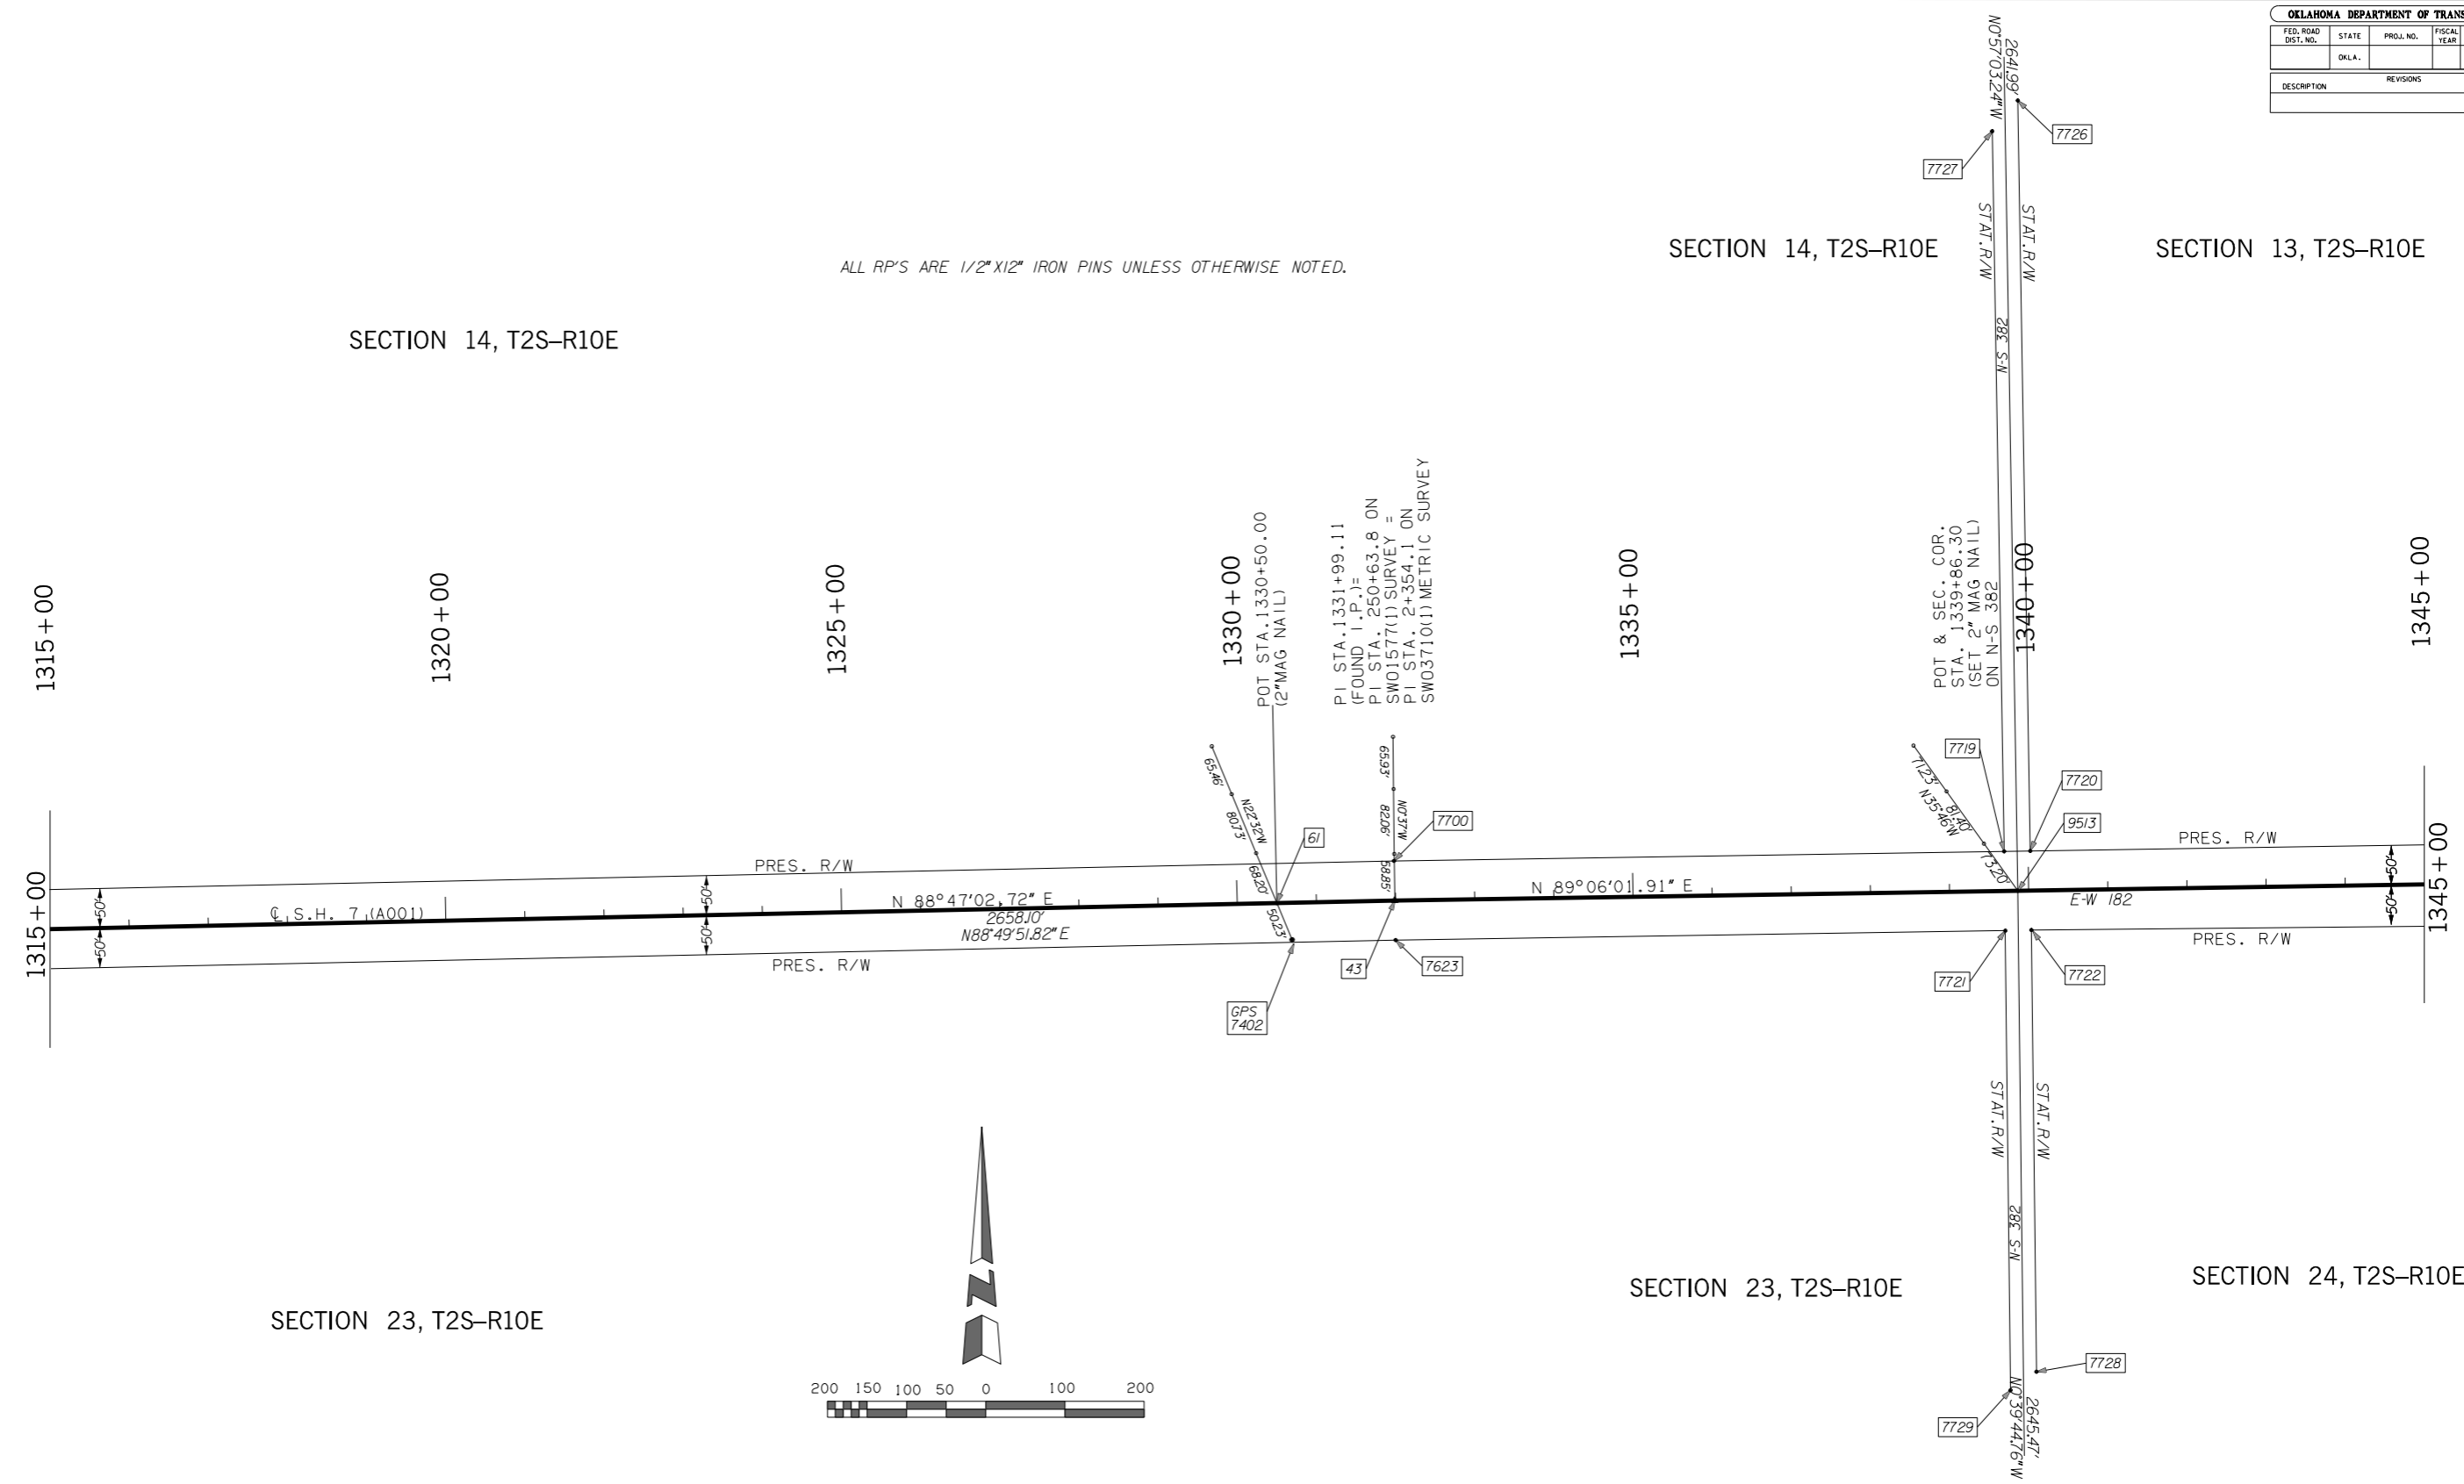 OKLAHOMA DEPARTMENT OF TRANS
FED. ROAD DIST. NO.
STATE
PROJ. NO.
FISCAL YEAR
OKLA.
REVISIONS
DESCRIPTION
N0°57'03.24"W
2641.99'
7726
7727
STAT.R/W
STAT.R/W
SECTION 14, T2S–R10E
SECTION 13, T2S–R10E
ALL RP'S ARE 1/2"X12" IRON PINS UNLESS OTHERWISE NOTED.
SECTION 14, T2S–R10E
N-S 382
1315+00
1320+00
1325+00
1330+00
POT STA.1330+50.00
(2"MAG NAIL)
PI STA.1331+99.11
(FOUND I.P.)=
PI STA. 250+63.8 ON
SWO1577(1) SURVEY =
PI STA. 2+354.1 ON
SWO3710(1) METRIC SURVEY
1335+00
POT & SEC. COR.
STA. 1339+86.30
(SET 2" MAG NAIL)
ON N-S 382
1340+00
1345+00
65.46'
N22°32'W
80.73'
68.20'
50.23'
65.93'
N0°37'W
82.06'
58.85'
71.23'
81.40'
N35°46'W
73.20'
7719
7720
9513
61
7700
PRES. R/W
PRES. R/W
50'
50'
50'
50'
50'
50'
1315+00
℄ S.H. 7 (A001)
N 88°47'02.72" E
2658.10'
N88°49'51.82" E
N 89°06'01.91" E
E-W 182
1345+00
PRES. R/W
PRES. R/W
43
7623
7721
7722
GPS
7402
STAT.R/W
STAT.R/W
N-S 382
SECTION 23, T2S–R10E
SECTION 23, T2S–R10E
SECTION 24, T2S–R10E
N
200 150 100 50 0 100 200
7728
7729
N0°39'44.76"W
2645.47'